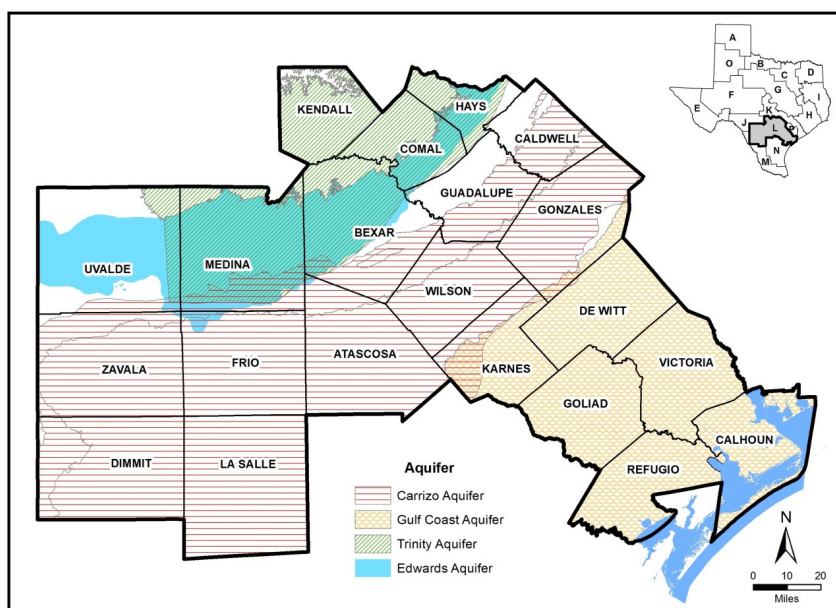 A
O
B
C
D
F
G
I
E
K
H
J
L
P
N
M
KENDALL
HAYS
COMAL
CALDWELL
GUADALUPE
GONZALES
BEXAR
UVALDE
MEDINA
WILSON
DE WITT
ZAVALA
FRIO
ATASCOSA
KARNES
VICTORIA
GOLIAD
CALHOUN
DIMMIT
LA SALLE
REFUGIO
Aquifer
Carrizo Aquifer
Gulf Coast Aquifer
Trinity Aquifer
Edwards Aquifer
N
0 10 20
Miles